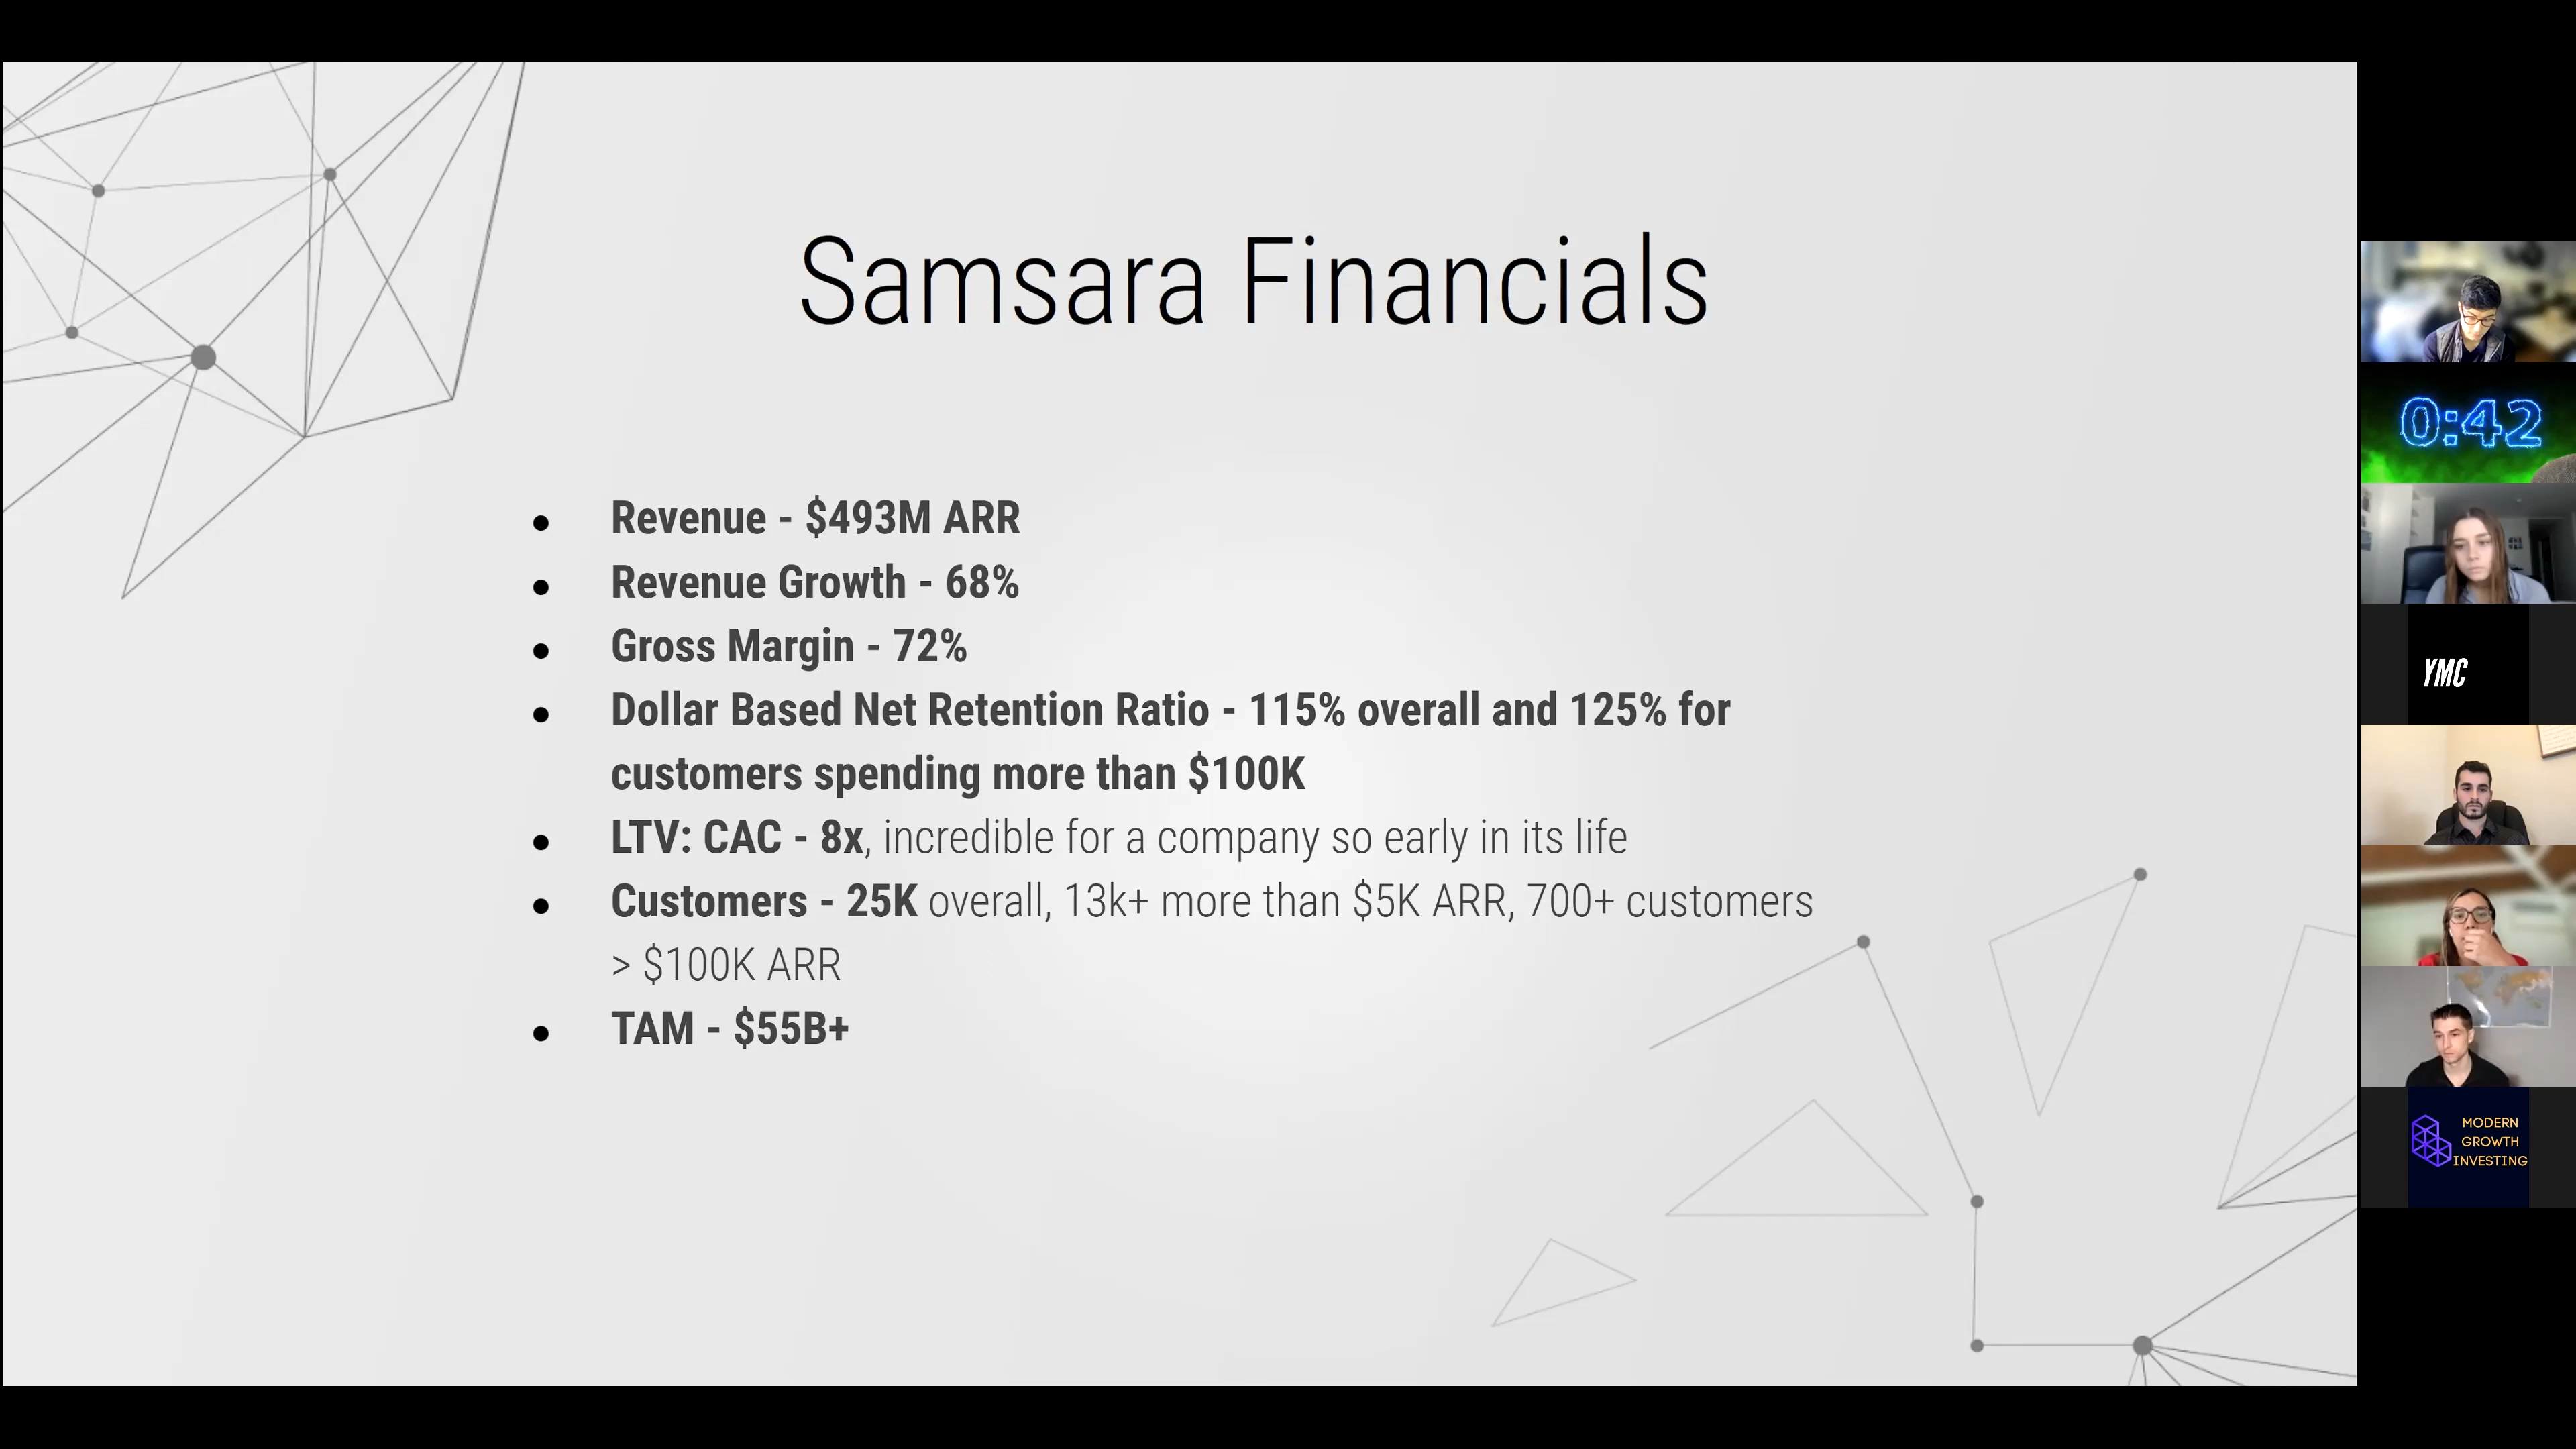 Samsara Financials
● Revenue - $493M ARR
● Revenue Growth - 68%
● Gross Margin - 72%
● Dollar Based Net Retention Ratio - 115% overall and 125% for
customers spending more than $100K
● LTV: CAC - 8x, incredible for a company so early in its life
● Customers - 25K overall, 13k+ more than $5K ARR, 700+ customers
> $100K ARR
● TAM - $55B+
0:42
YMC
MODERN
GROWTH
INVESTING